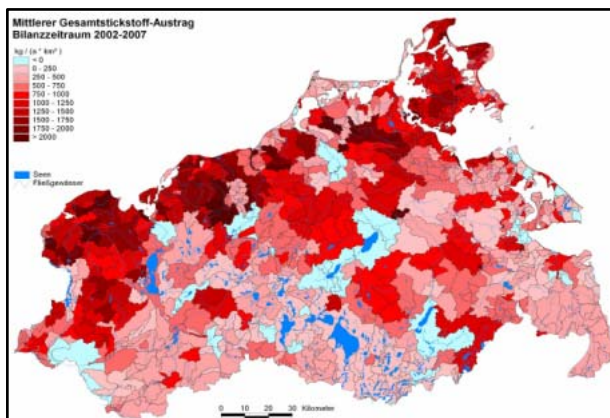 Mittlerer Gesamtstickstoff-Austrag
Bilanzzeitraum 2002-2007
kg / (a * km²)
< 0
0 - 250
250 - 500
500 - 750
750 - 1000
1000 - 1250
1250 - 1500
1500 - 1750
1750 - 2000
> 2000
Seen
Fließgewässer
0 10 20 30 Kilometer